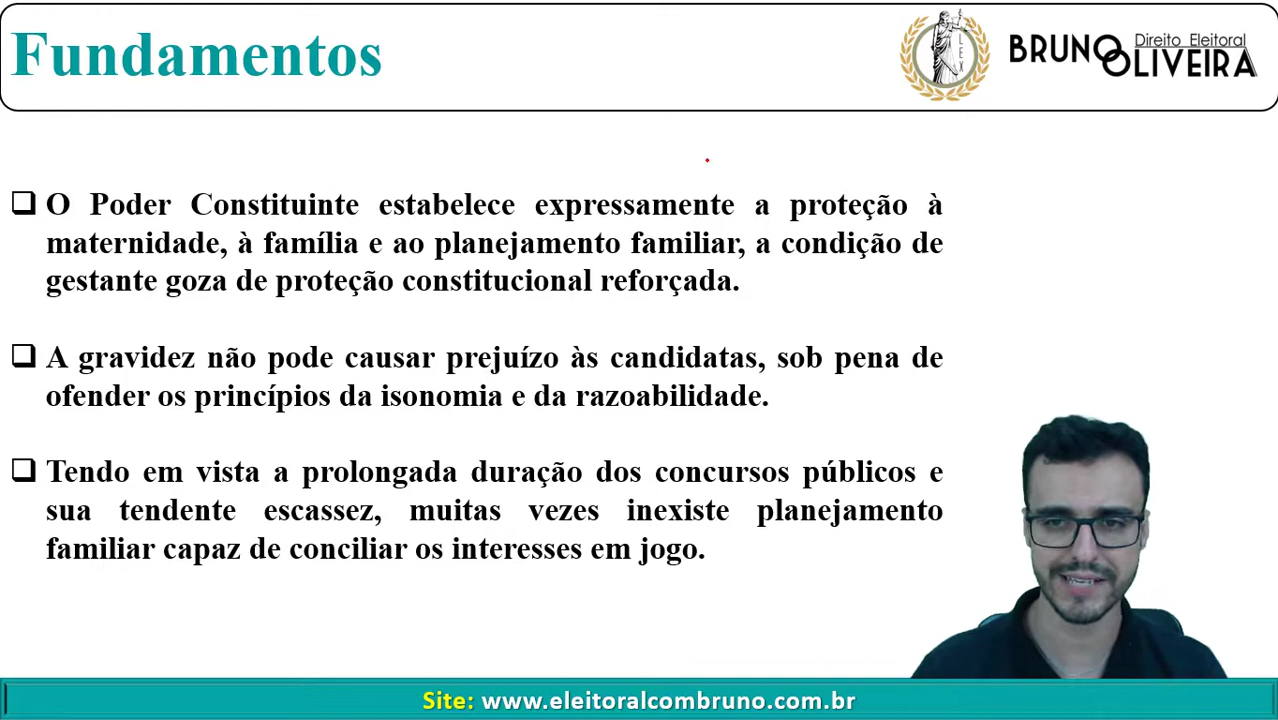 Fundamentos
LEX
BRUNO
Direito Eleitoral
OLIVEIRA
O Poder Constituinte estabelece expressamente a proteção à
maternidade, à família e ao planejamento familiar, a condição de
gestante goza de proteção constitucional reforçada.
A gravidez não pode causar prejuízo às candidatas, sob pena de
ofender os princípios da isonomia e da razoabilidade.
Tendo em vista a prolongada duração dos concursos públicos e
sua tendente escassez, muitas vezes inexiste planejamento
familiar capaz de conciliar os interesses em jogo.
Site: www.eleitoralcombruno.com.br